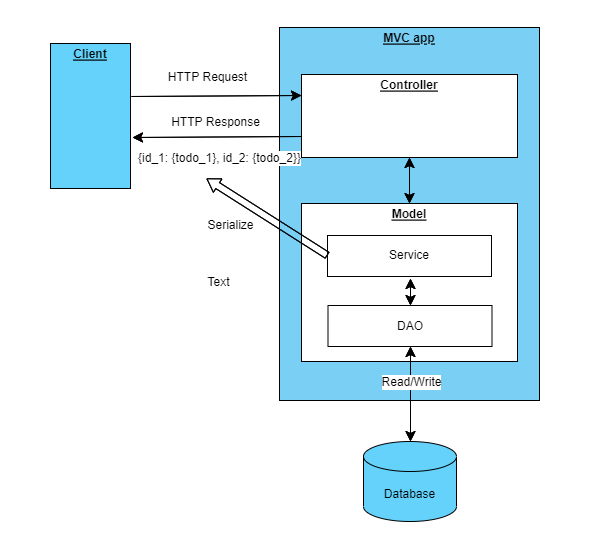 MVC app
Client
HTTP Request
Controller
HTTP Response
{id_1: {todo_1}, id_2: {todo_2}}
Model
Serialize
Service
Text
DAO
Read/Write
Database